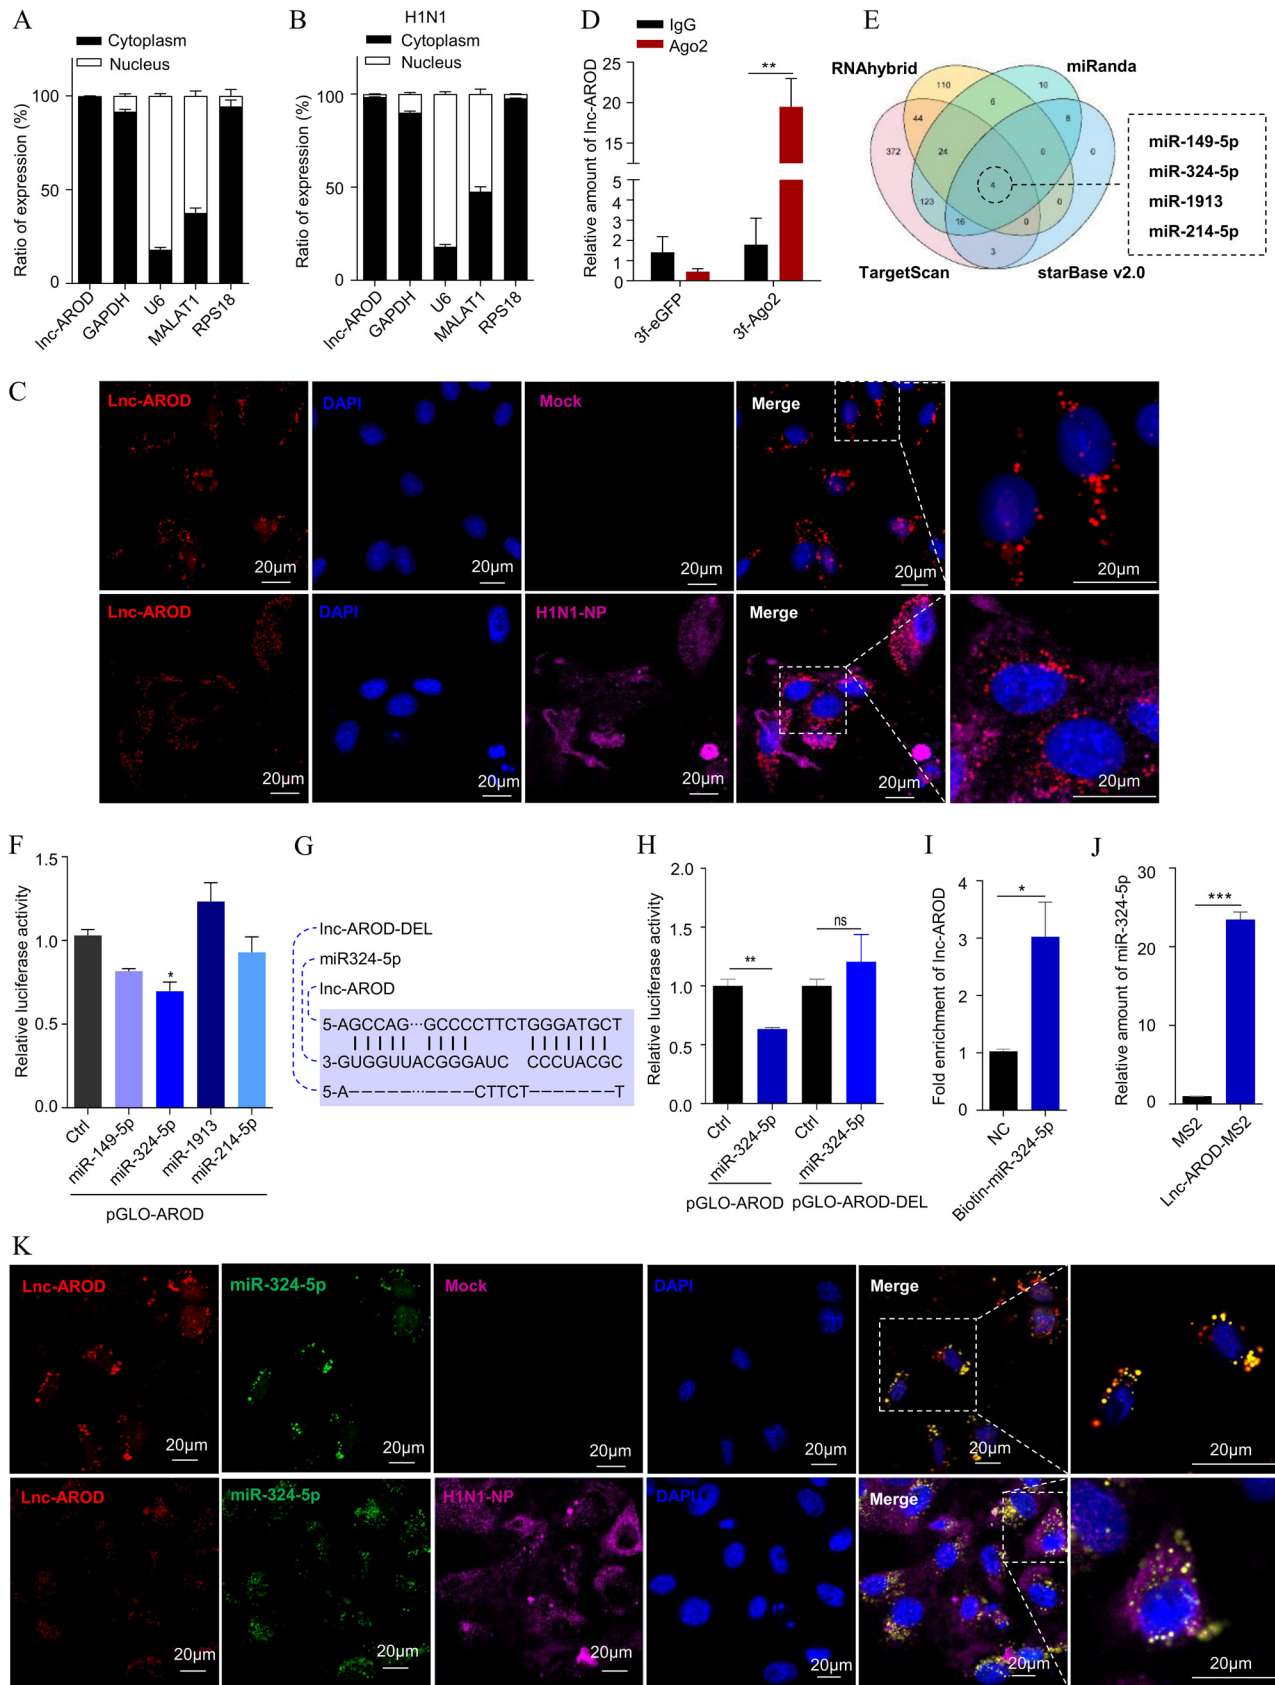 A
Cytoplasm
Nucleus
Ratio of expression (%)
100
50
0
lnc-AROD
GAPDH
U6
MALAT1
RPS18
B
H1N1
Cytoplasm
Nucleus
Ratio of expression (%)
100
50
0
lnc-AROD
GAPDH
U6
MALAT1
RPS18
D
IgG
Ago2
Relative amount of lnc-AROD
25
20
15
10
5
4
3
2
1
0
**
3f-eGFP
3f-Ago2
E
RNAhybrid
miRanda
TargetScan
starBase v2.0
110
10
44
6
8
372
24
0
0
4
123
0
16
0
3
miR-149-5p
miR-324-5p
miR-1913
miR-214-5p
C
Lnc-AROD
20μm
DAPI
20μm
Mock
20μm
Merge
20μm
20μm
Lnc-AROD
20μm
DAPI
20μm
H1N1-NP
20μm
Merge
20μm
20μm
F
Relative luciferase activity
1.5
1.0
0.5
0.0
*
Ctrl
miR-149-5p
miR-324-5p
miR-1913
miR-214-5p
pGLO-AROD
G
lnc-AROD-DEL
miR324-5p
lnc-AROD
5-AGCCAG···GCCCCTTCTGGGATGCT
3-GUGGUUACGGGAUC CCCUACGC
5-A————···————CTTCT————————T
H
Relative luciferase activity
2.0
1.5
1.0
0.5
0.0
**
ns
Ctrl
miR-324-5p
Ctrl
miR-324-5p
pGLO-AROD
pGLO-AROD-DEL
I
Fold enrichment of lnc-AROD
4
3
2
1
0
*
NC
Biotin-miR-324-5p
J
Relative amount of miR-324-5p
30
20
10
0
***
MS2
Lnc-AROD-MS2
K
Lnc-AROD
20μm
miR-324-5p
20μm
Mock
20μm
DAPI
20μm
Merge
20μm
20μm
Lnc-AROD
20μm
miR-324-5p
20μm
H1N1-NP
20μm
DAPI
20μm
Merge
20μm
20μm